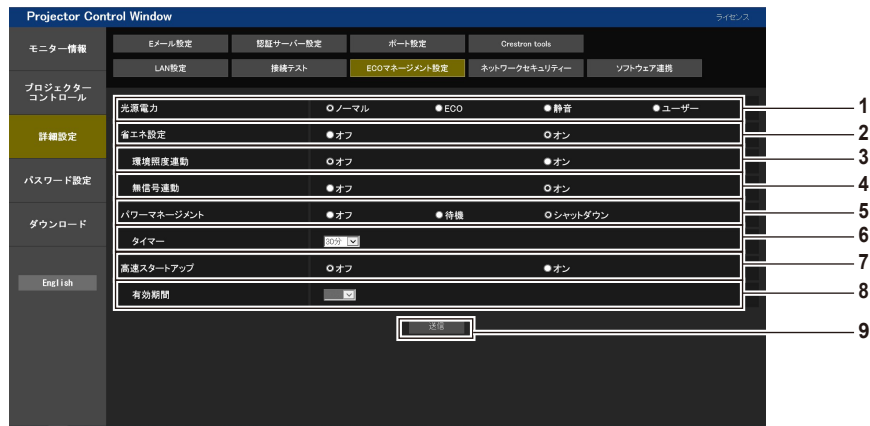 Projector Control Window
ライセンス
モニター情報
プロジェクター
コントロール
詳細設定
パスワード設定
ダウンロード
English
Eメール設定 認証サーバー設定 ポート設定 Crestron tools
LAN設定 接続テスト ECOマネージメント設定 ネットワークセキュリティー ソフトウェア連携
光源電力 ノーマル ECO 静音 ユーザー 1
省エネ設定 オフ オン 2
環境照度連動 オフ オン 3
無信号連動 オフ オン 4
パワーマネージメント オフ 待機 シャットダウン 5
タイマー 30分 6
高速スタートアップ オフ オン 7
有効期間 8
送信 9